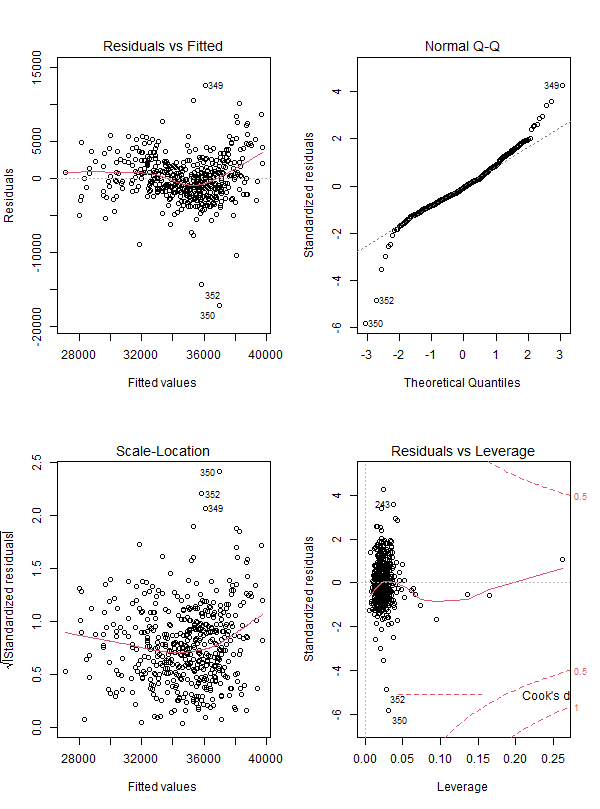 Residuals vs Fitted
Residuals
15000
5000
0
-10000
-20000
349
352
350
28000 32000 36000 40000
Fitted values
Normal Q-Q
Standardized residuals
4
2
0
-2
-4
-6
349
352
350
-3 -2 -1 0 1 2 3
Theoretical Quantiles
Scale-Location
√|Standardized residuals|
2.5
2.0
1.5
1.0
0.5
0.0
350
352
349
28000 32000 36000 40000
Fitted values
Residuals vs Leverage
Standardized residuals
4
2
0
-2
-4
-6
243
352
350
0.5
0.5
1
Cook's d
0.00 0.05 0.10 0.15 0.20 0.25
Leverage